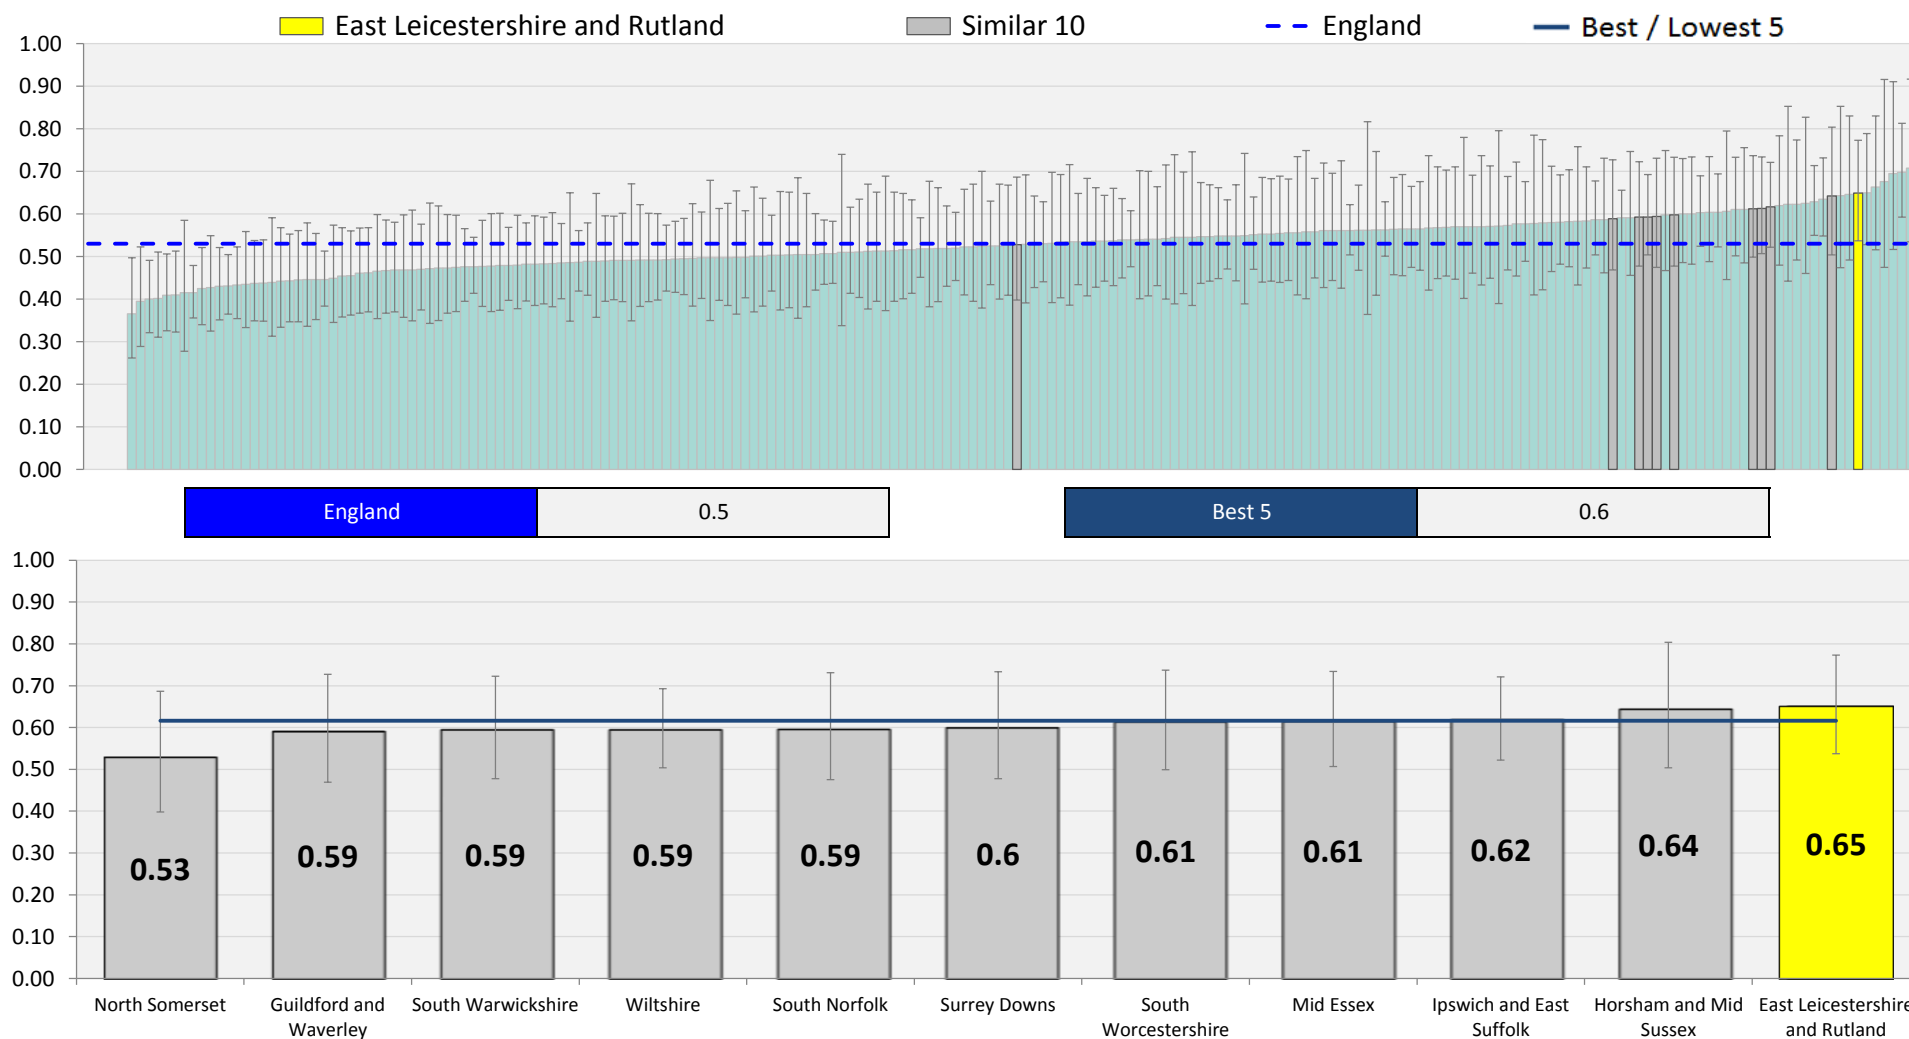 East Leicestershire and Rutland
Similar 10
England
Best / Lowest 5
1.00
0.90
0.80
0.70
0.60
0.50
0.40
0.30
0.20
0.10
0.00
England
0.5
Best 5
0.6
1.00
0.90
0.80
0.70
0.60
0.50
0.40
0.30
0.20
0.10
0.00
0.53
0.59
0.59
0.59
0.59
0.6
0.61
0.61
0.62
0.64
0.65
North Somerset
Guildford and
Waverley
South Warwickshire
Wiltshire
South Norfolk
Surrey Downs
South
Worcestershire
Mid Essex
Ipswich and East
Suffolk
Horsham and Mid
Sussex
East Leicestershire
and Rutland